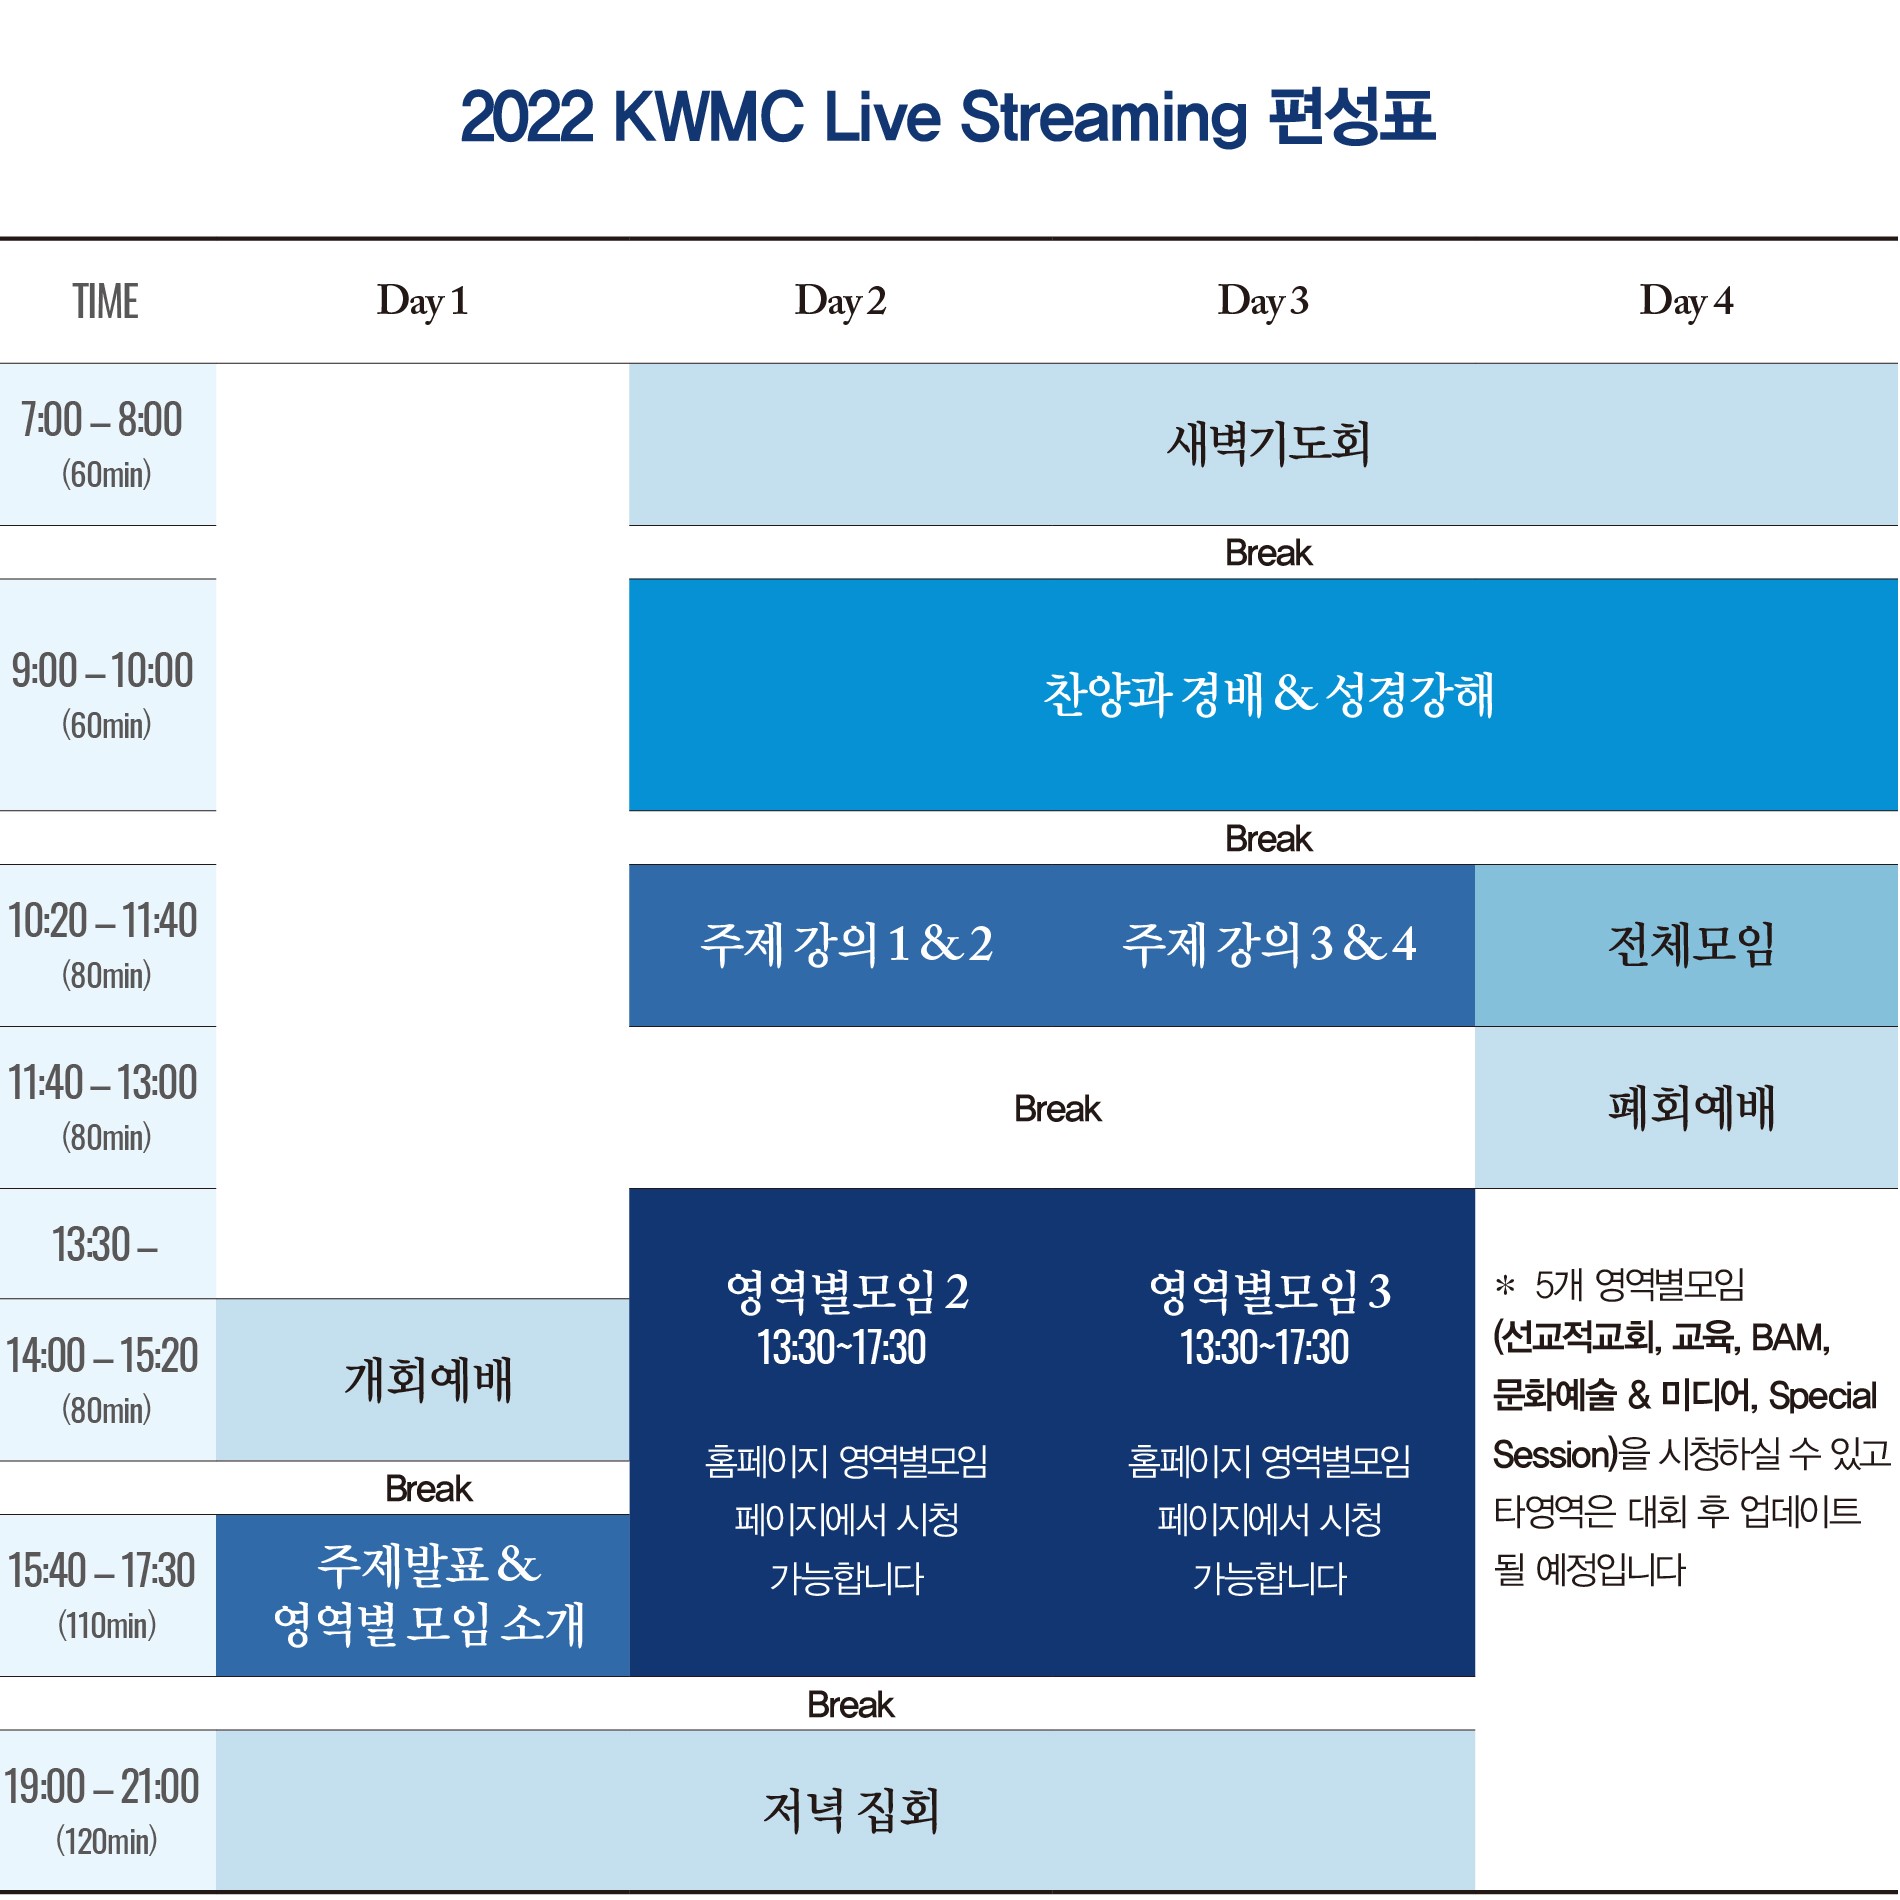 2022 KWMC Live Streaming 편성표
TIME Day 1 Day 2 Day 3 Day 4
7:00 – 8:00
(60min)
새벽기도회
Break
9:00 – 10:00
(60min)
찬양과 경배 & 성경강해
Break
10:20 – 11:40
(80min)
주제 강의 1 & 2
주제 강의 3 & 4
전체모임
11:40 – 13:00
(80min)
Break
폐회예배
13:30 –
14:00 – 15:20
(80min)
개회예배
Break
15:40 – 17:30
(110min)
주제발표 &
영역별 모임 소개
영역별모임 2
13:30~17:30
홈페이지 영역별모임
페이지에서 시청
가능합니다
영역별모임 3
13:30~17:30
홈페이지 영역별모임
페이지에서 시청
가능합니다
* 5개 영역별모임
(선교적교회, 교육, BAM,
문화예술 & 미디어, Special
Session)을 시청하실 수 있고
타영역은 대회 후 업데이트
될 예정입니다
Break
19:00 – 21:00
(120min)
저녁 집회